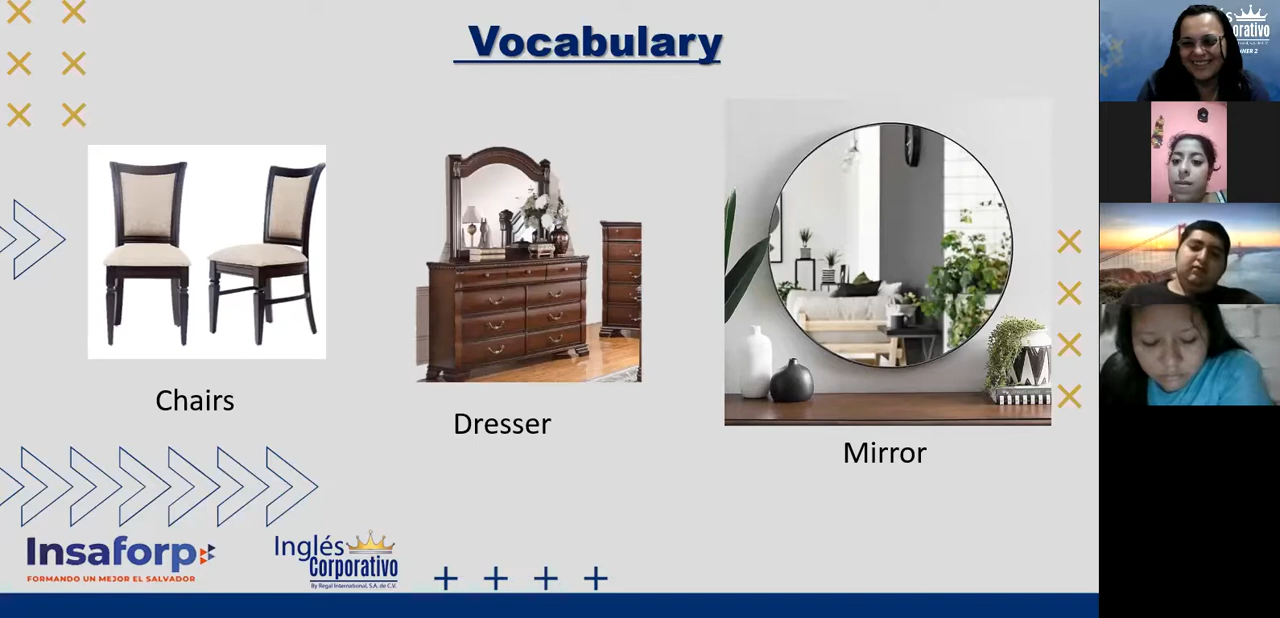 Vocabulary
Chairs
Dresser
Mirror
Insaforp
FORMANDO UN MEJOR EL SALVADOR
Inglés
Corporativo
By Regal International, S.A. de C.V.